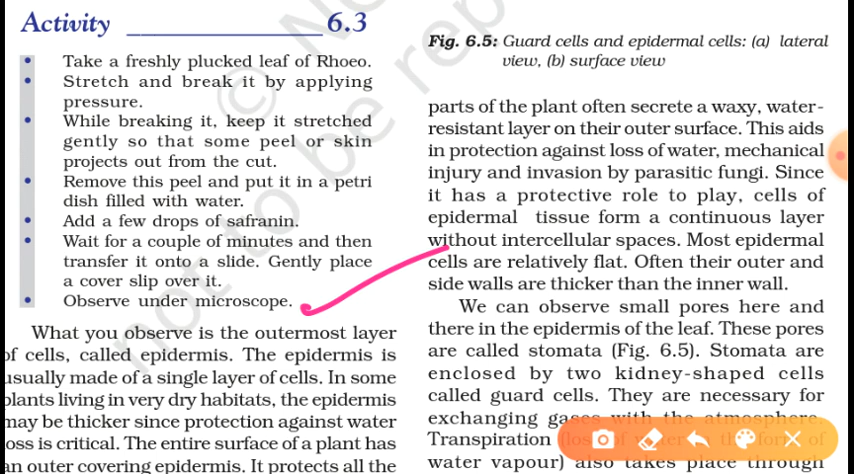 Activity ______________ 6.3
• Take a freshly plucked leaf of Rhoeo.
• Stretch and break it by applying
pressure.
• While breaking it, keep it stretched
gently so that some peel or skin
projects out from the cut.
• Remove this peel and put it in a petri
dish filled with water.
• Add a few drops of safranin.
• Wait for a couple of minutes and then
transfer it onto a slide. Gently place
a cover slip over it.
• Observe under microscope.
What you observe is the outermost layer
of cells, called epidermis. The epidermis is
usually made of a single layer of cells. In some
plants living in very dry habitats, the epidermis
may be thicker since protection against water
loss is critical. The entire surface of a plant has
an outer covering epidermis. It protects all the
Fig. 6.5: Guard cells and epidermal cells: (a) lateral
view, (b) surface view
parts of the plant often secrete a waxy, water-
resistant layer on their outer surface. This aids
in protection against loss of water, mechanical
injury and invasion by parasitic fungi. Since
it has a protective role to play, cells of
epidermal tissue form a continuous layer
without intercellular spaces. Most epidermal
cells are relatively flat. Often their outer and
side walls are thicker than the inner wall.
We can observe small pores here and
there in the epidermis of the leaf. These pores
are called stomata (Fig. 6.5). Stomata are
enclosed by two kidney-shaped cells
called guard cells. They are necessary for
exchanging gases with the atmosphere.
Transpiration (loss of water in the form of
water vapour) also takes place through
© N
not to be rep